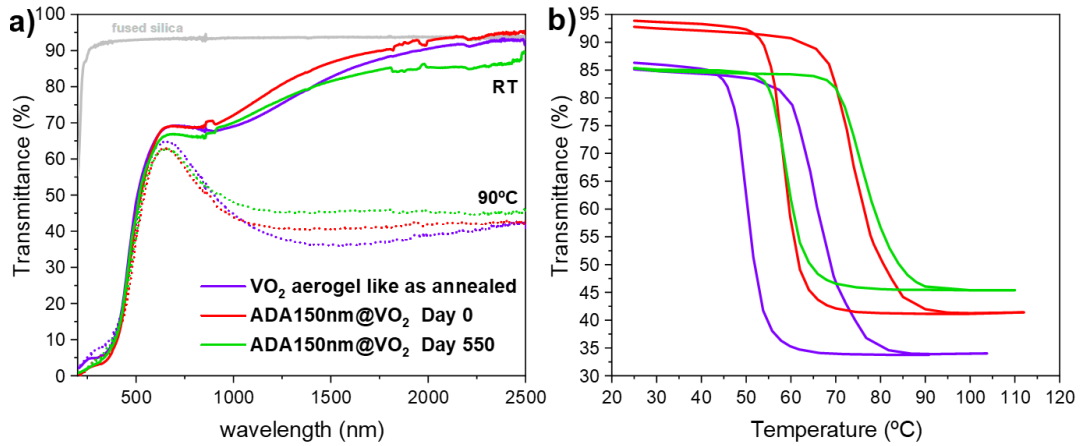 a)
100
90
80
70
60
50
40
30
20
10
0
Transmittance (%)
fused silica
RT
90ºC
VO₂ aerogel like as annealed
ADA150nm@VO₂ Day 0
ADA150nm@VO₂ Day 550
500 1000 1500 2000 2500
wavelength (nm)
b)
95
90
85
80
75
70
65
60
55
50
45
40
35
30
Transmittance (%)
30 40 50 60 70 80 90 100 110 120
Temperature (ºC)